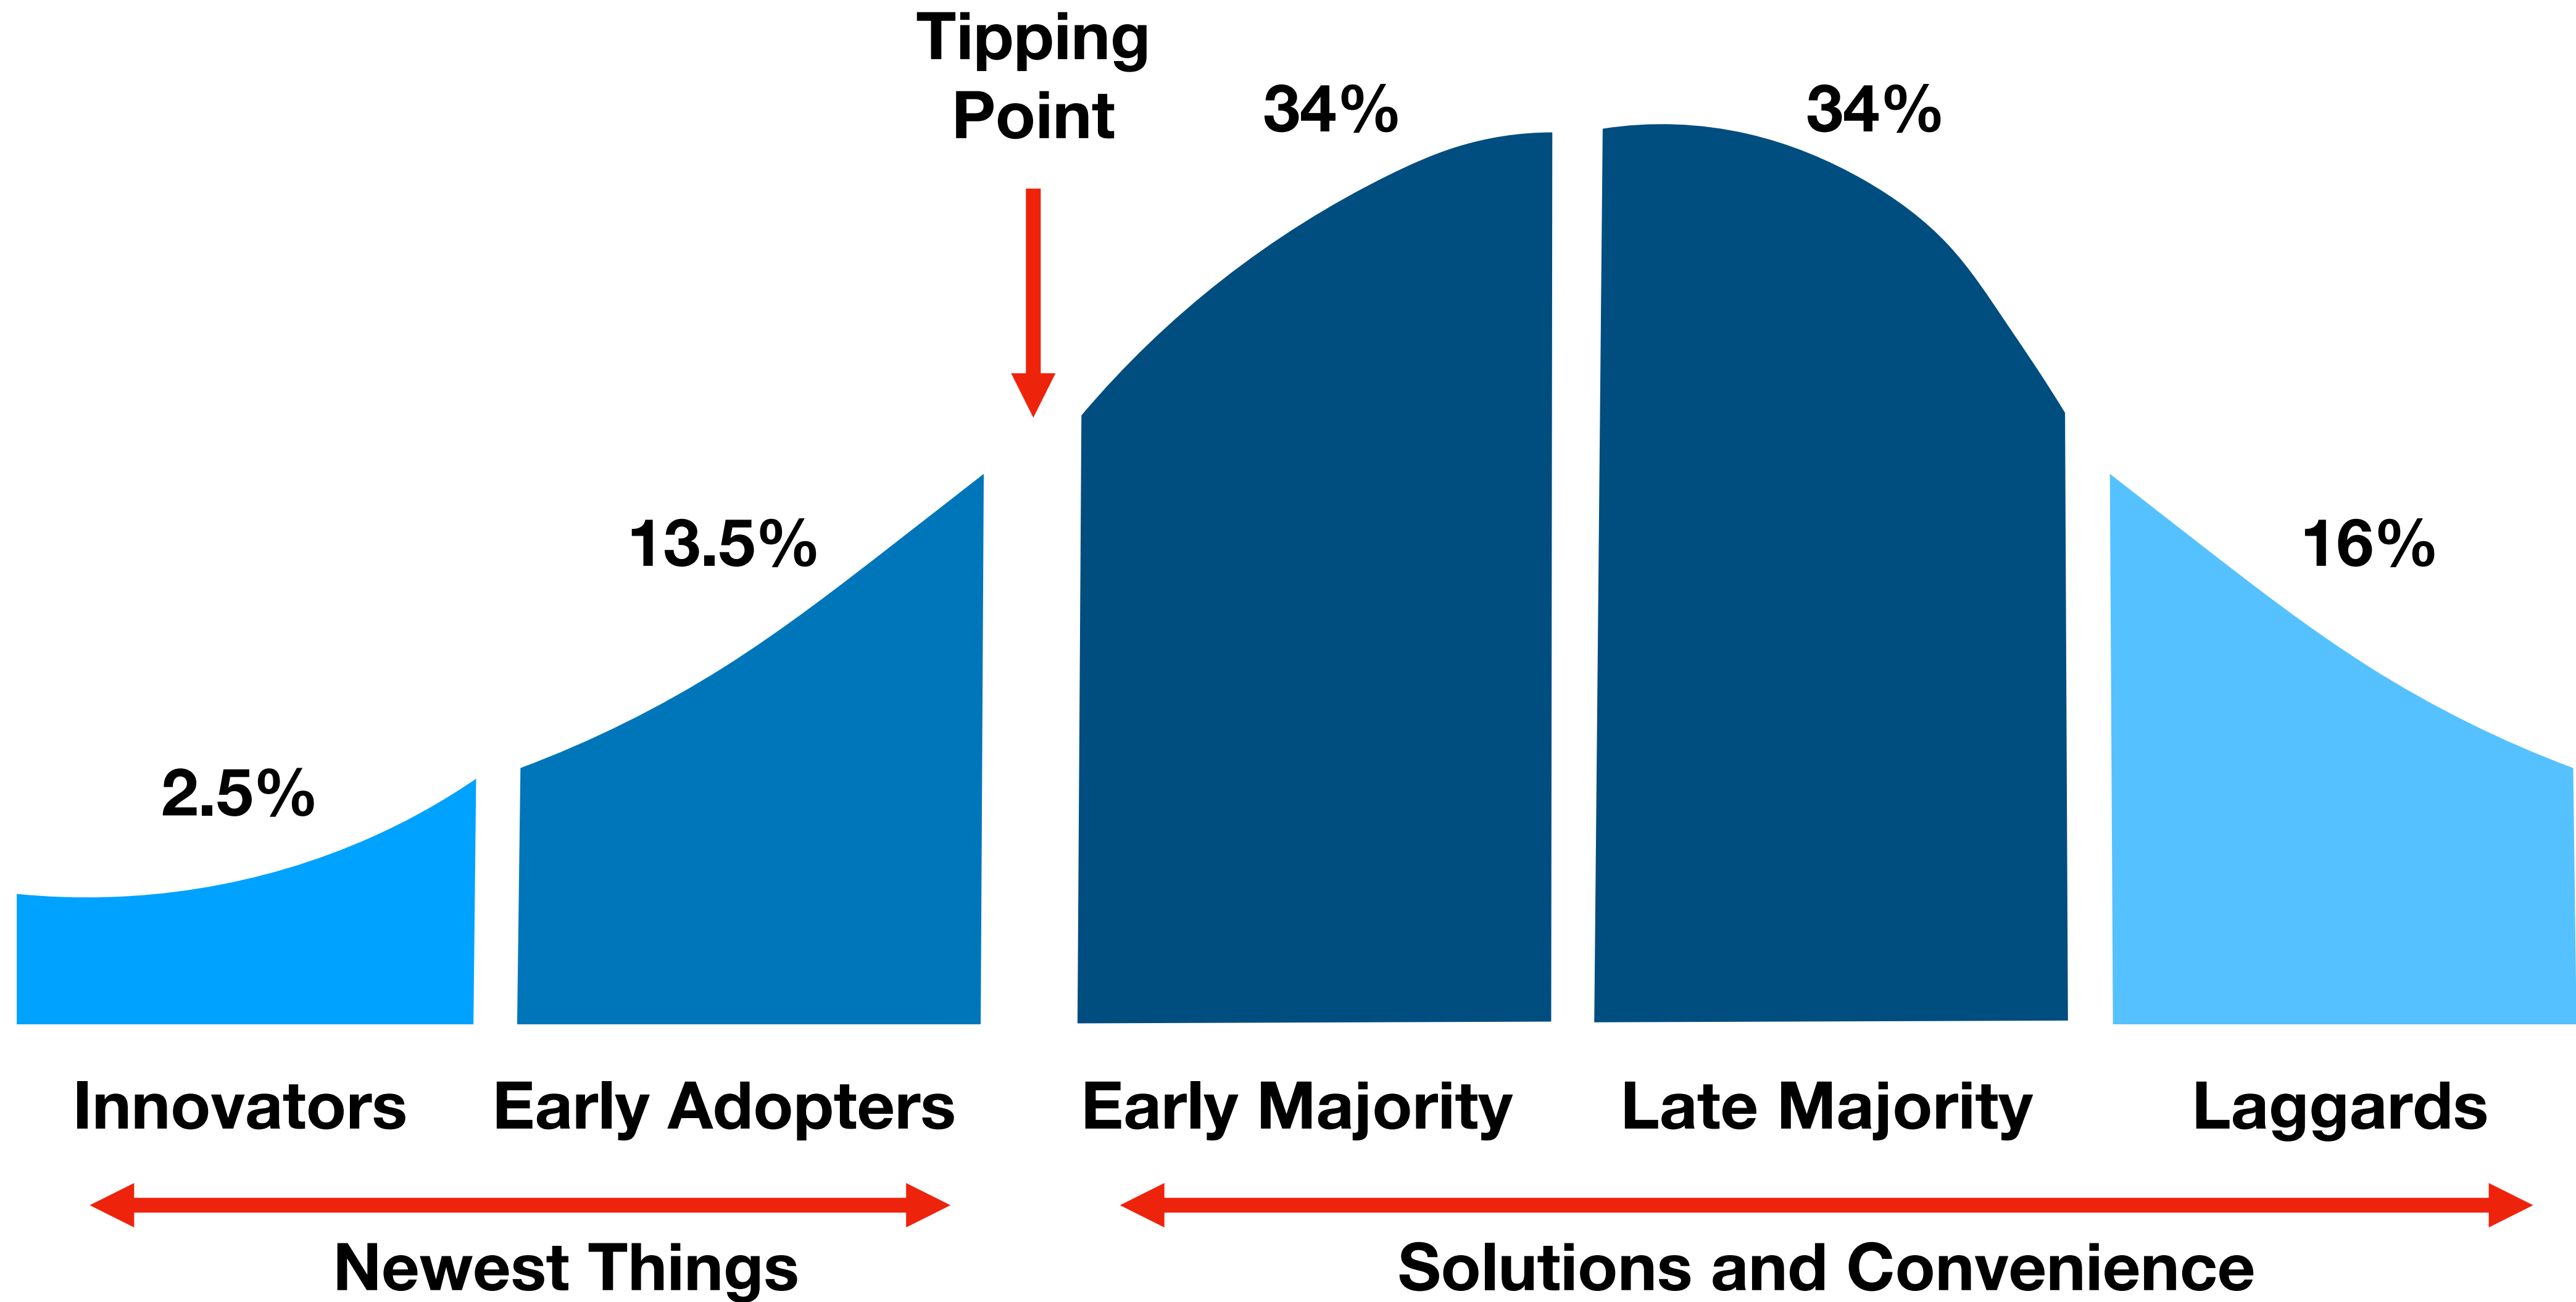 Tipping
Point
34%
34%
13.5%
16%
2.5%
Innovators
Early Adopters
Early Majority
Late Majority
Laggards
Newest Things
Solutions and Convenience